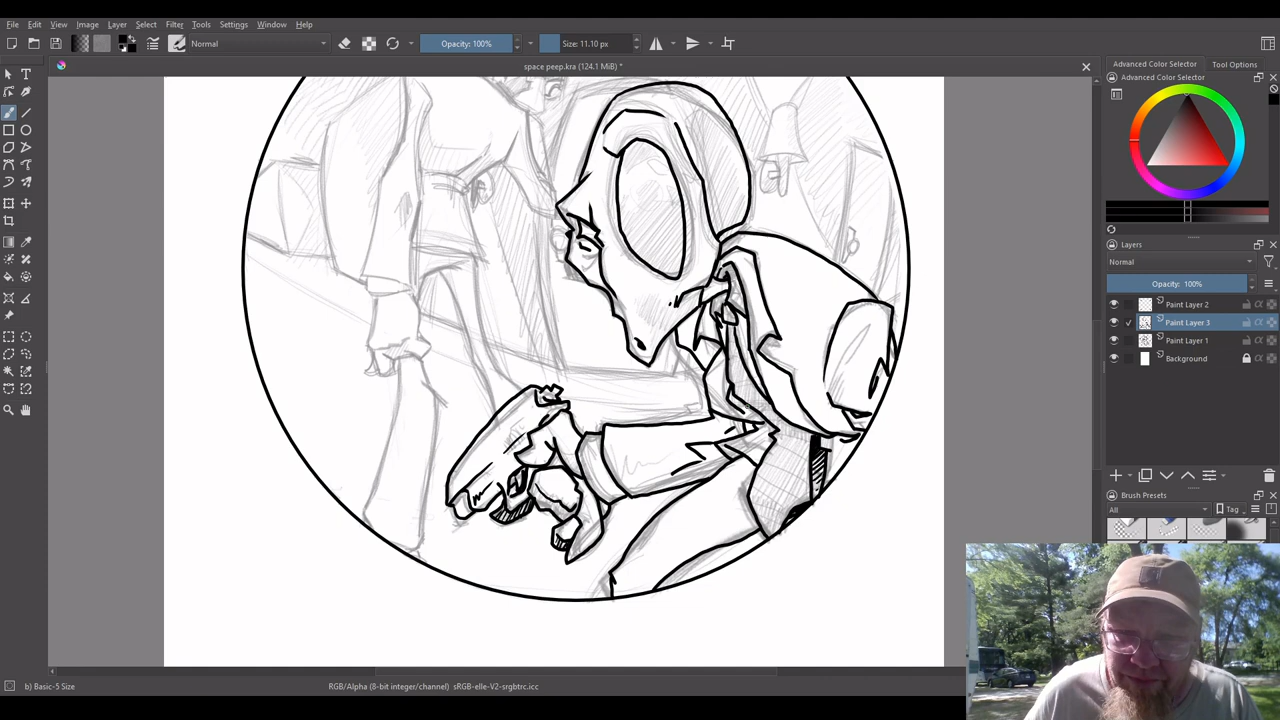 File Edit View Image Layer Select Filter Tools Settings Window Help
Normal Opacity: 100% Size: 11.10 px
space peep.kra (124.1 MiB) *
Advanced Color Selector Tool Options
Advanced Color Selector
Layers
Normal
Opacity: 100%
Paint Layer 2
Paint Layer 3
Paint Layer 1
Background
Brush Presets
All Tag
b) Basic-5 Size RGB/Alpha (8-bit integer/channel) sRGB-elle-V2-srgbtrc.icc